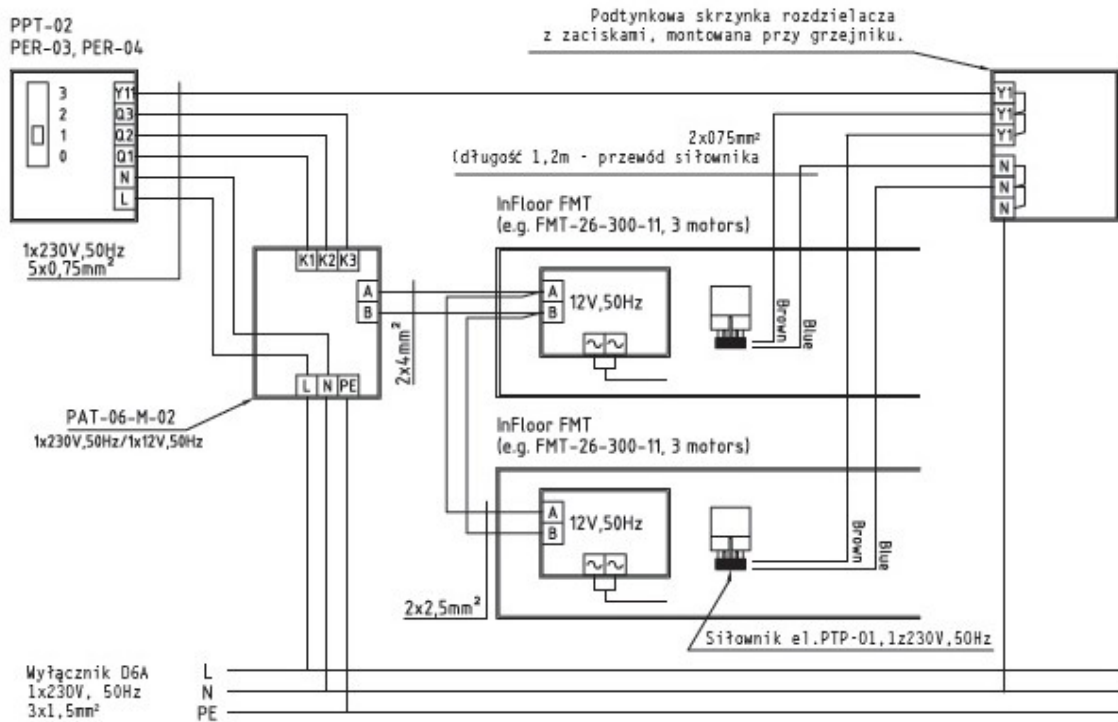 PPT-02
PER-03, PER-04
3
2
1
0
Y11
Q3
Q2
Q1
N
L
1x230V,50Hz
5x0,75mm²
Podtynkowa skrzynka rozdzielacza
z zaciskami, montowana przy grzejniku.
Y1
Y1
Y1
N
N
N
2x075mm²
(długość 1,2m - przewód siłownika
K1 K2 K3
A
B
L N PE
2x4mm²
PAT-06-M-02
1x230V,50Hz/1x12V,50Hz
InFloor FMT
(e.g. FMT-26-300-11, 3 motors)
A
B
12V,50Hz
Brown
Blue
InFloor FMT
(e.g. FMT-26-300-11, 3 motors)
A
B
12V,50Hz
Brown
Blue
2x2,5mm²
Siłownik el.PTP-01,1z230V,50Hz
Wyłącznik D6A
1x230V, 50Hz
3x1,5mm²
L
N
PE